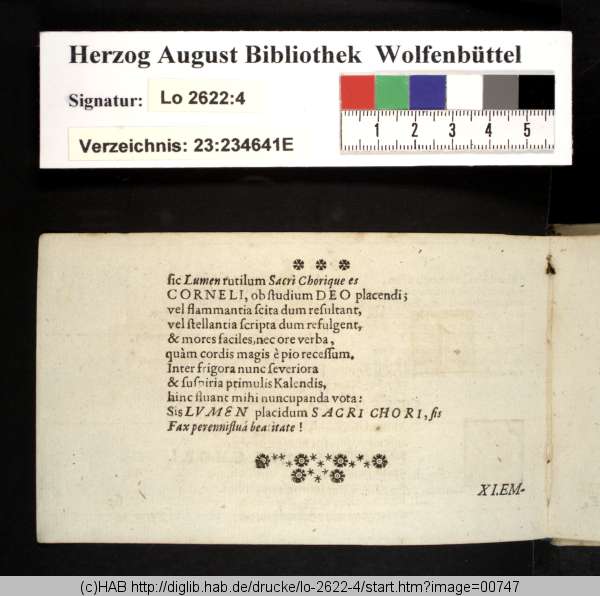 Herzog August Bibliothek Wolfenbüttel
Signatur: Lo 2622:4
Verzeichnis: 23:234641E
1 2 3 4 5
sic Lumen rutilum Sacri Chorique es
CORNELI, ob studium DEO placendi;
vel flammantia scita dum resultant,
vel stellantia scripta dum refulgent,
& mores faciles, nec ore verba,
quàm cordis magis è pio recessum.
Inter frigora nunc severiora
& suspiria primulis Kalendis,
hinc fluant mihi nuncupanda vota:
Sis LVMEN placidum SACRI CHORI, sis
Fax perennisluá beatitate!
XI.EM-
(c)HAB http://diglib.hab.de/drucke/lo-2622-4/start.htm?image=00747